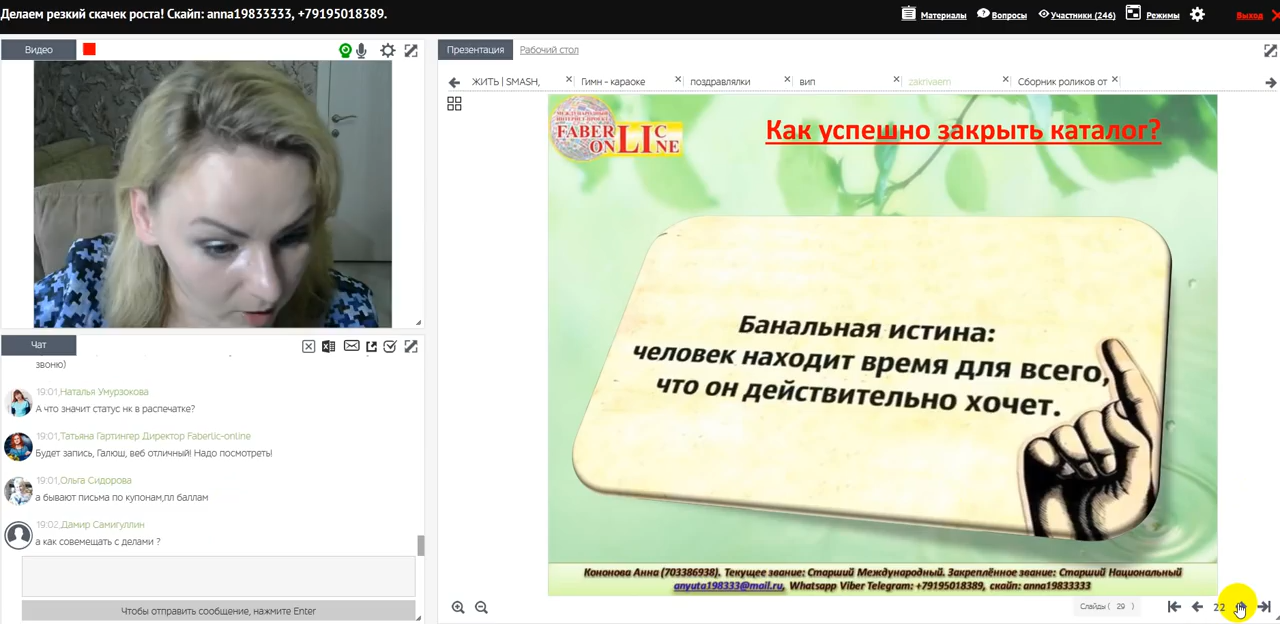 Делаем резкий скачек роста! Скайп: anna19833333, +79195018389.
Материалы
Вопросы
Участники (246)
Режимы
Выход
Видео
Презентация
Рабочий стол
ЖИТЬ | SMASH,
Гимн - караоке
поздравлялки
вип
zakrivaem
Сборник роликов от
МЕЖДУНАРОДНЫЙ
ИНТЕРНЕТ-ПРОЕКТ
FABERLIC
ONLINE
Как успешно закрыть каталог?
Банальная истина:
человек находит время для всего,
что он действительно хочет.
Кононова Анна (703386938). Текущее звание: Старший Международный. Закреплённое звание: Старший Национальный
anyuta198333@mail.ru, Whatsapp Viber Telegram: +79195018389, скайп: anna19833333
Слайды ( 29 )
22
Чат
звоню)
19:01,Наталья Умурзокова
А что значит статус нк в распечатке?
19:01,Татьяна Гартингер Директор Faberlic-online
Будет запись, Галюш, веб отличный! Надо посмотреть!
19:01,Ольга Сидорова
а бывают письма по купонам,пл баллам
19:02,Дамир Самигуллин
а как совемещать с делами ?
Чтобы отправить сообщение, нажмите Enter